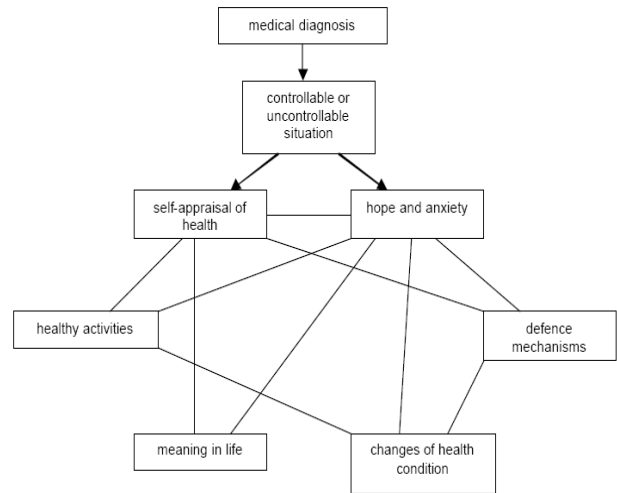 medical diagnosis
controllable or
uncontrollable
situation
self-appraisal of
health
hope and anxiety
healthy activities
defence
mechanisms
meaning in life
changes of health
condition